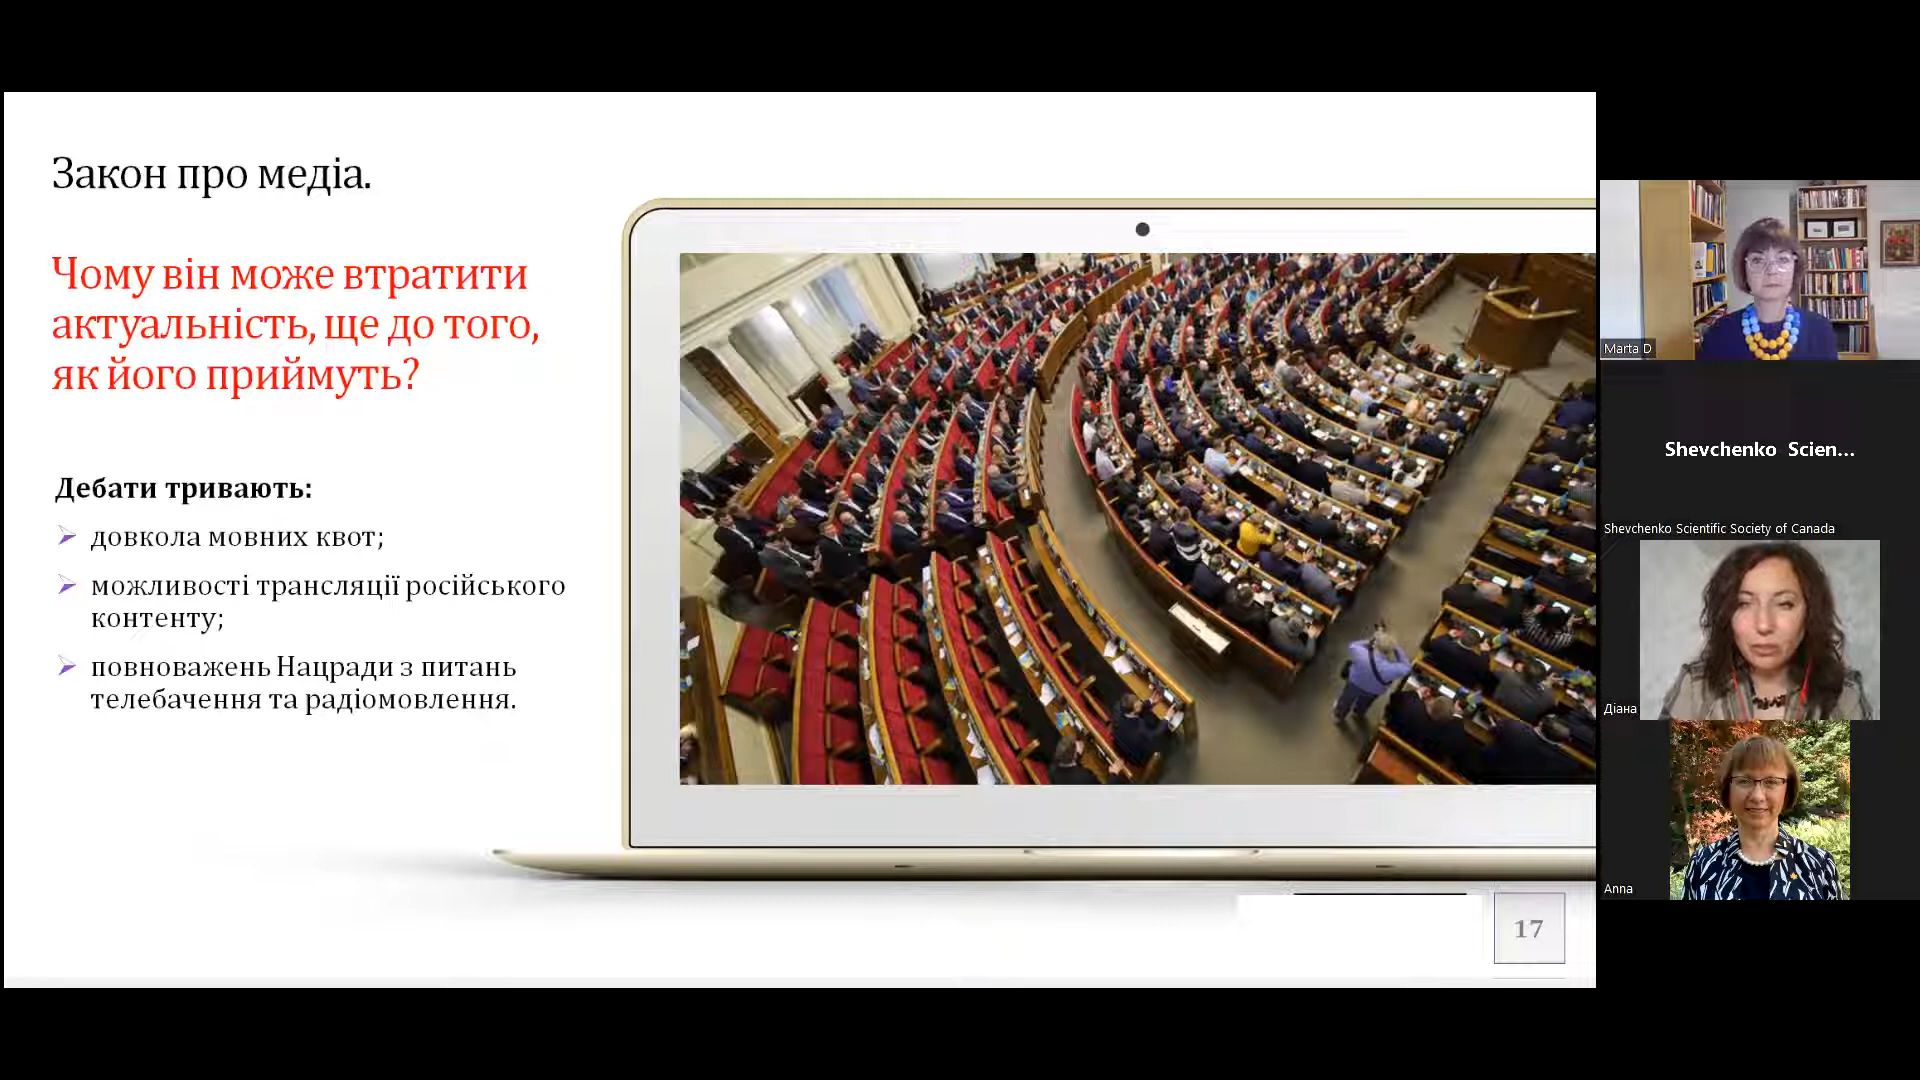 Закон про медіа.
Чому він може втратити
актуальність, ще до того,
як його приймуть?
Дебати тривають:
довкола мовних квот;
можливості трансляції російського
контенту;
повноважень Нацради з питань
телебачення та радіомовлення.
17
Marta D
Shevchenko Scien...
Shevchenko Scientific Society of Canada
Діана
Anna